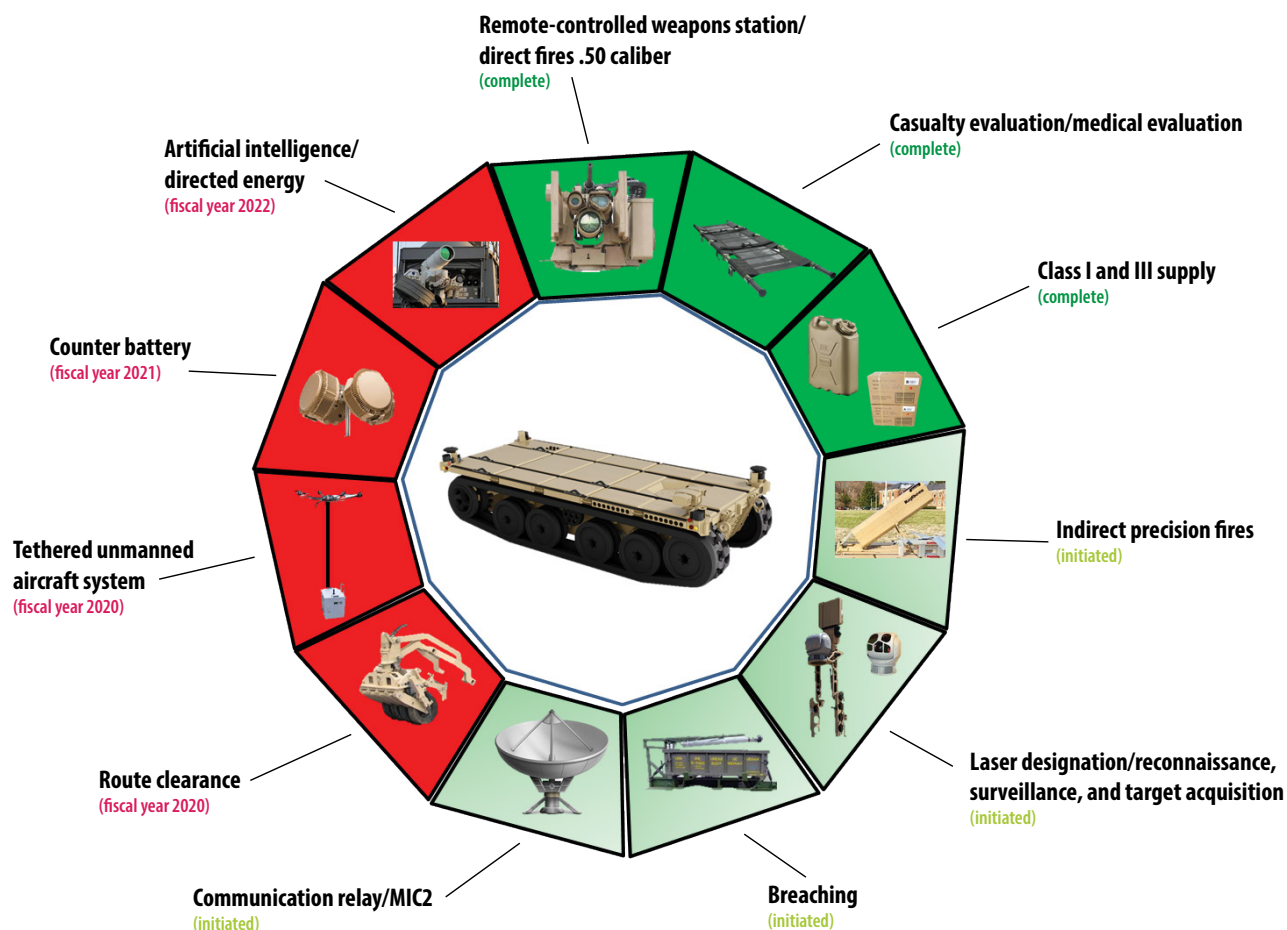 Remote-controlled weapons station/
direct fires .50 caliber
(complete)
Casualty evaluation/medical evaluation
(complete)
Class I and III supply
(complete)
Indirect precision fires
(initiated)
Laser designation/reconnaissance,
surveillance, and target acquisition
(initiated)
Breaching
(initiated)
Communication relay/MIC2
(initiated)
Route clearance
(fiscal year 2020)
Tethered unmanned
aircraft system
(fiscal year 2020)
Counter battery
(fiscal year 2021)
Artificial intelligence/
directed energy
(fiscal year 2022)